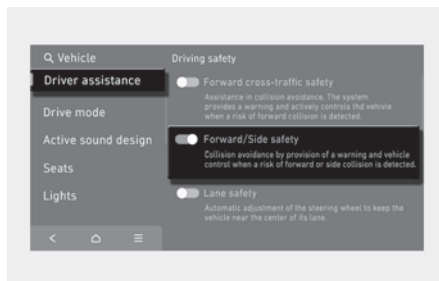 Vehicle
Driver assistance
Drive mode
Active sound design
Seats
Lights
Driving safety
Forward cross-traffic safety
Assistance in collision avoidance. The system
provides a warning and actively controls thd vehivle
when a risk of forward collision is detected.
Forward/Side safety
Collision avoidance by provision of a warning and vehicle
control when a risk of forward or side collision is detected.
Lane safety
Automatic adjustment of the steering wheel to keep the
vehicle near the center of its lane.